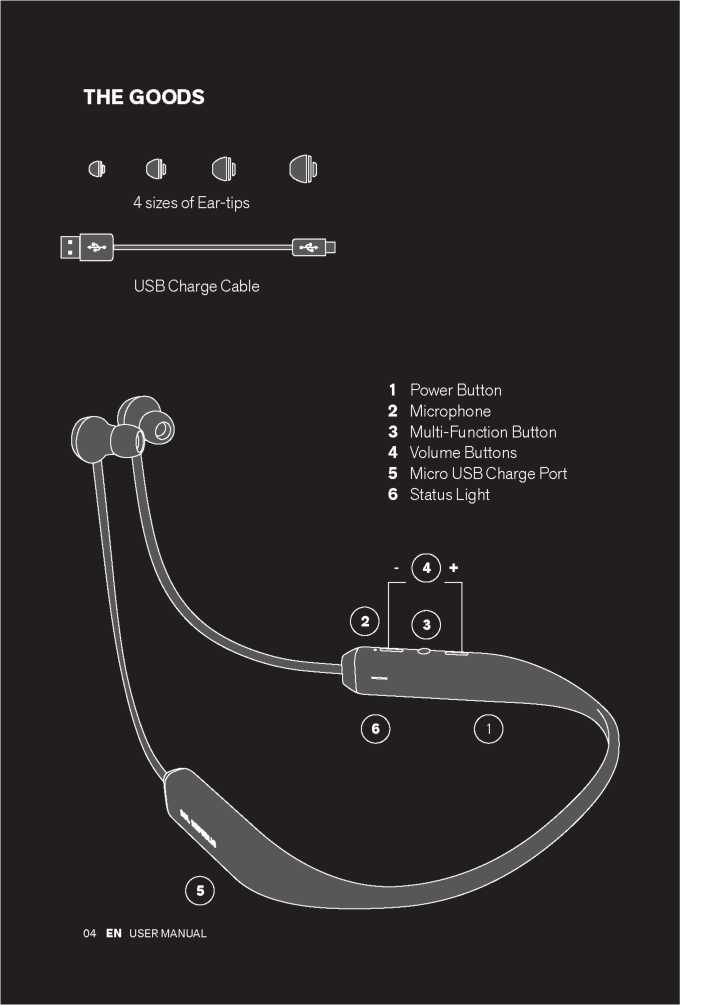 THE GOODS
4 sizes of Ear-tips
USB Charge Cable
1 Power Button
2 Microphone
3 Multi-Function Button
4 Volume Buttons
5 Micro USB Charge Port
6 Status Light
- 4 +
2
3
6
1
SOL REPUBLIC
5
04 EN USER MANUAL